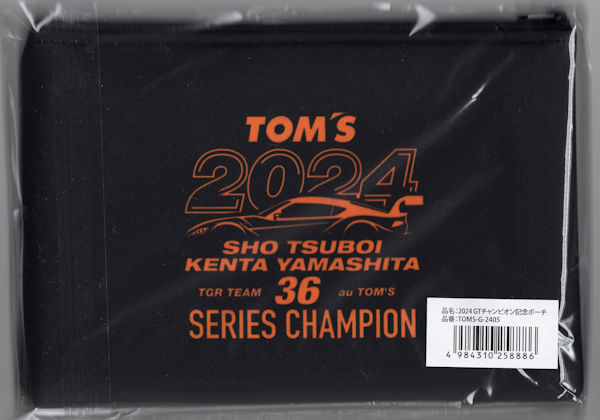 TOM'S
2024
SHO TSUBOI
KENTA YAMASHITA
TGR TEAM 36 au TOM'S
SERIES CHAMPION
品名:2024 GTチャンピオン記念ポーチ
品番:TOMS-G-2405
4984310258886